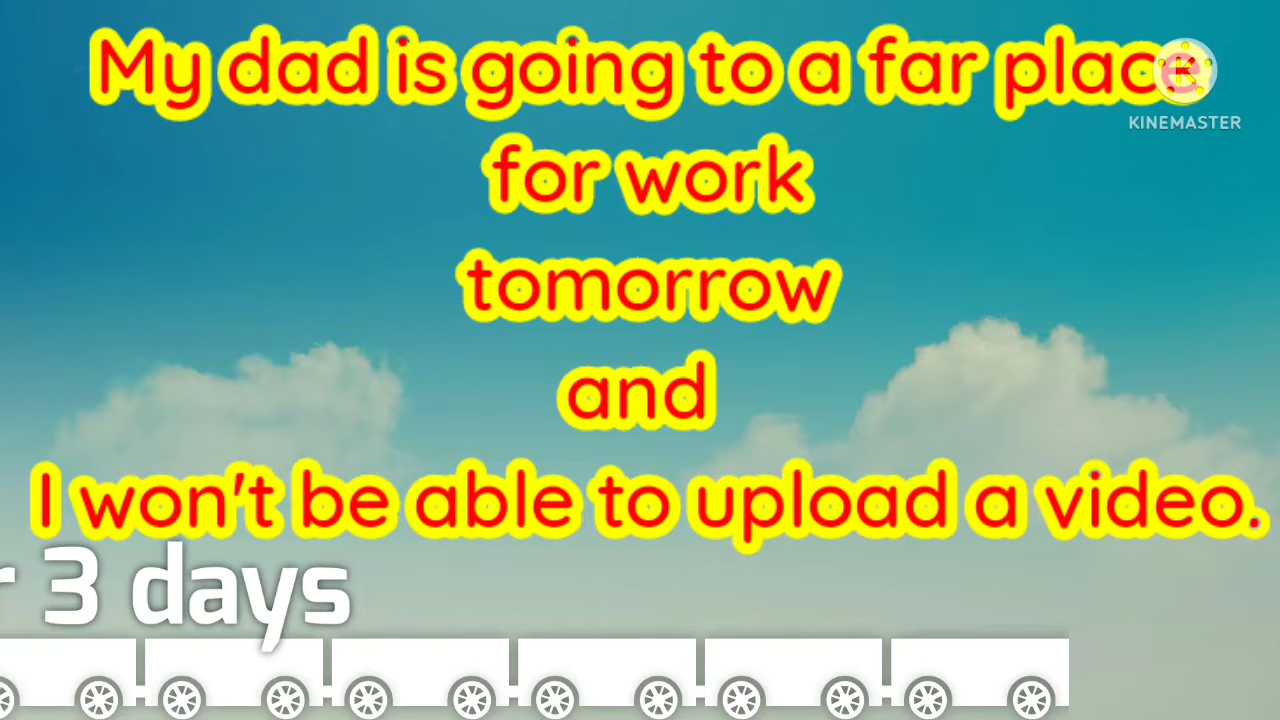 My dad is going to a far place
KINEMASTER
for work
tomorrow
and
I won't be able to upload a video.
3 days